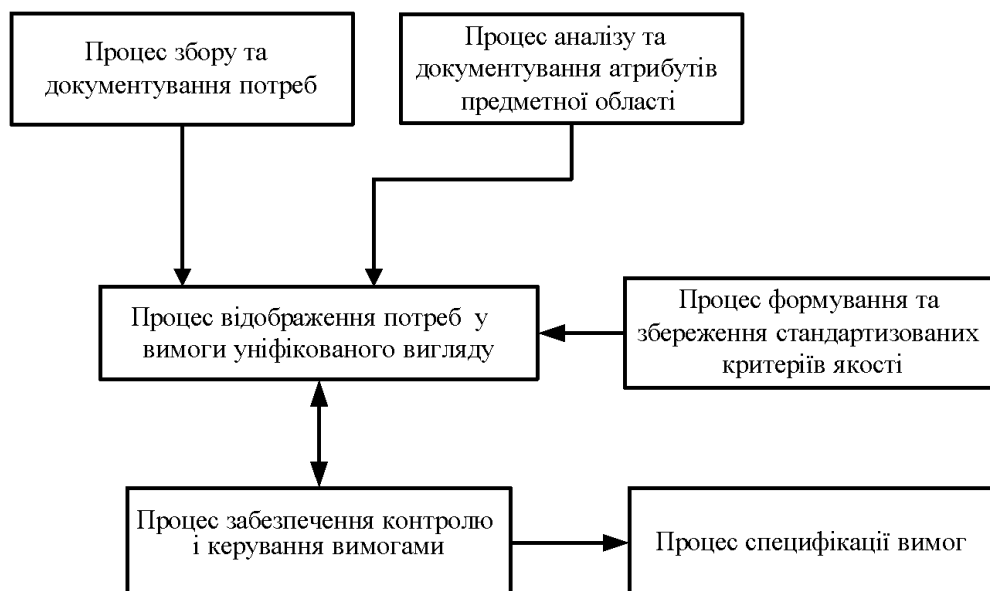 Процес збору та
документування потреб
Процес аналізу та
документування атрибутів
предметної області
Процес відображення потреб у
вимоги уніфікованого вигляду
Процес формування та
збереження стандартизованих
критеріїв якості
Процес забезпечення контролю
і керування вимогами
Процес специфікації вимог